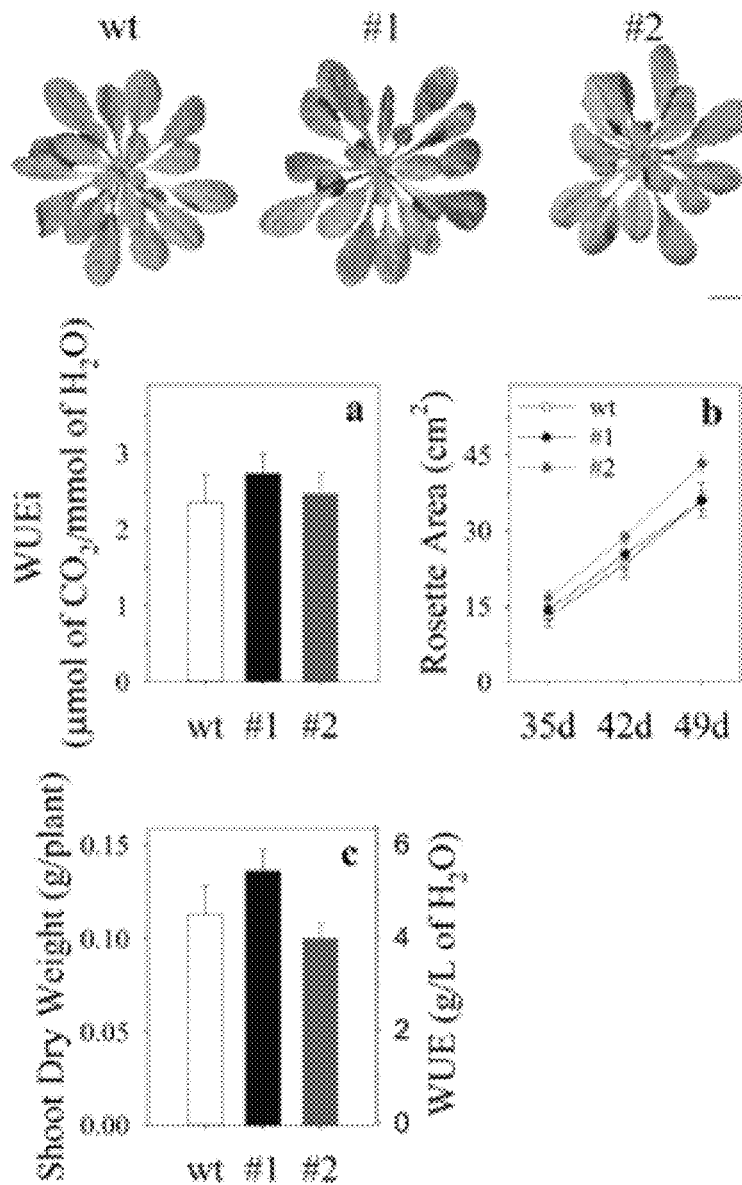 wt #1 #2
WUEi
(µmol of CO2/mmol of H2O)
a
3
2
1
0
wt #1 #2
Rosette Area (cm²)
b
wt
#1
#2
45
30
15
0
35d 42d 49d
Shoot Dry Weight (g/plant)
c
0.15
0.10
0.05
0.00
6
4
2
0
WUE (g/L of H2O)
wt #1 #2